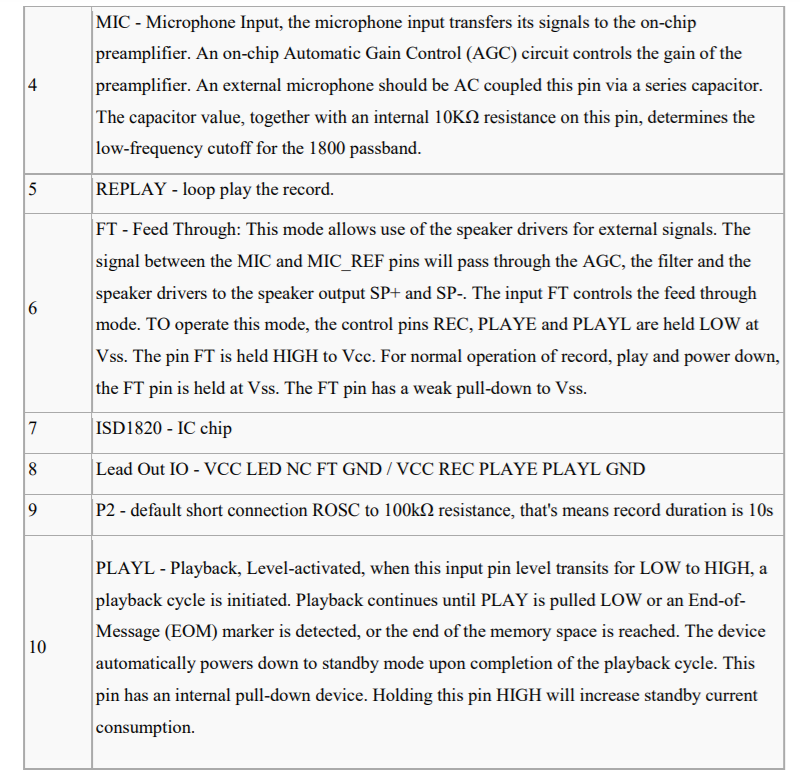 4
MIC - Microphone Input, the microphone input transfers its signals to the on-chip
preamplifier. An on-chip Automatic Gain Control (AGC) circuit controls the gain of the
preamplifier. An external microphone should be AC coupled this pin via a series capacitor.
The capacitor value, together with an internal 10KΩ resistance on this pin, determines the
low-frequency cutoff for the 1800 passband.
5
REPLAY - loop play the record.
6
FT - Feed Through: This mode allows use of the speaker drivers for external signals. The
signal between the MIC and MIC_REF pins will pass through the AGC, the filter and the
speaker drivers to the speaker output SP+ and SP-. The input FT controls the feed through
mode. TO operate this mode, the control pins REC, PLAYE and PLAYL are held LOW at
Vss. The pin FT is held HIGH to Vcc. For normal operation of record, play and power down,
the FT pin is held at Vss. The FT pin has a weak pull-down to Vss.
7
ISD1820 - IC chip
8
Lead Out IO - VCC LED NC FT GND / VCC REC PLAYE PLAYL GND
9
P2 - default short connection ROSC to 100kΩ resistance, that's means record duration is 10s
10
PLAYL - Playback, Level-activated, when this input pin level transits for LOW to HIGH, a
playback cycle is initiated. Playback continues until PLAY is pulled LOW or an End-of-
Message (EOM) marker is detected, or the end of the memory space is reached. The device
automatically powers down to standby mode upon completion of the playback cycle. This
pin has an internal pull-down device. Holding this pin HIGH will increase standby current
consumption.